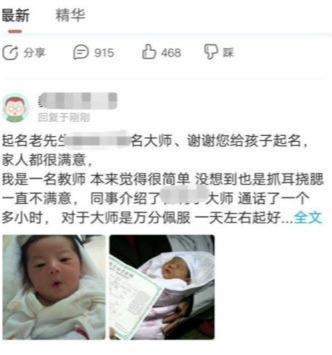 最新 精华
分享 915 468 踩
回复于刚刚
起名老先生 名大师、谢谢您给孩子起名，
家人都很满意，
我是一名教师 本来觉得很简单 没想到也是抓耳挠腮
一直不满意， 同事介绍了 大师 通话了一个
多小时， 对于大师是万分佩服 一天左右起好...全文